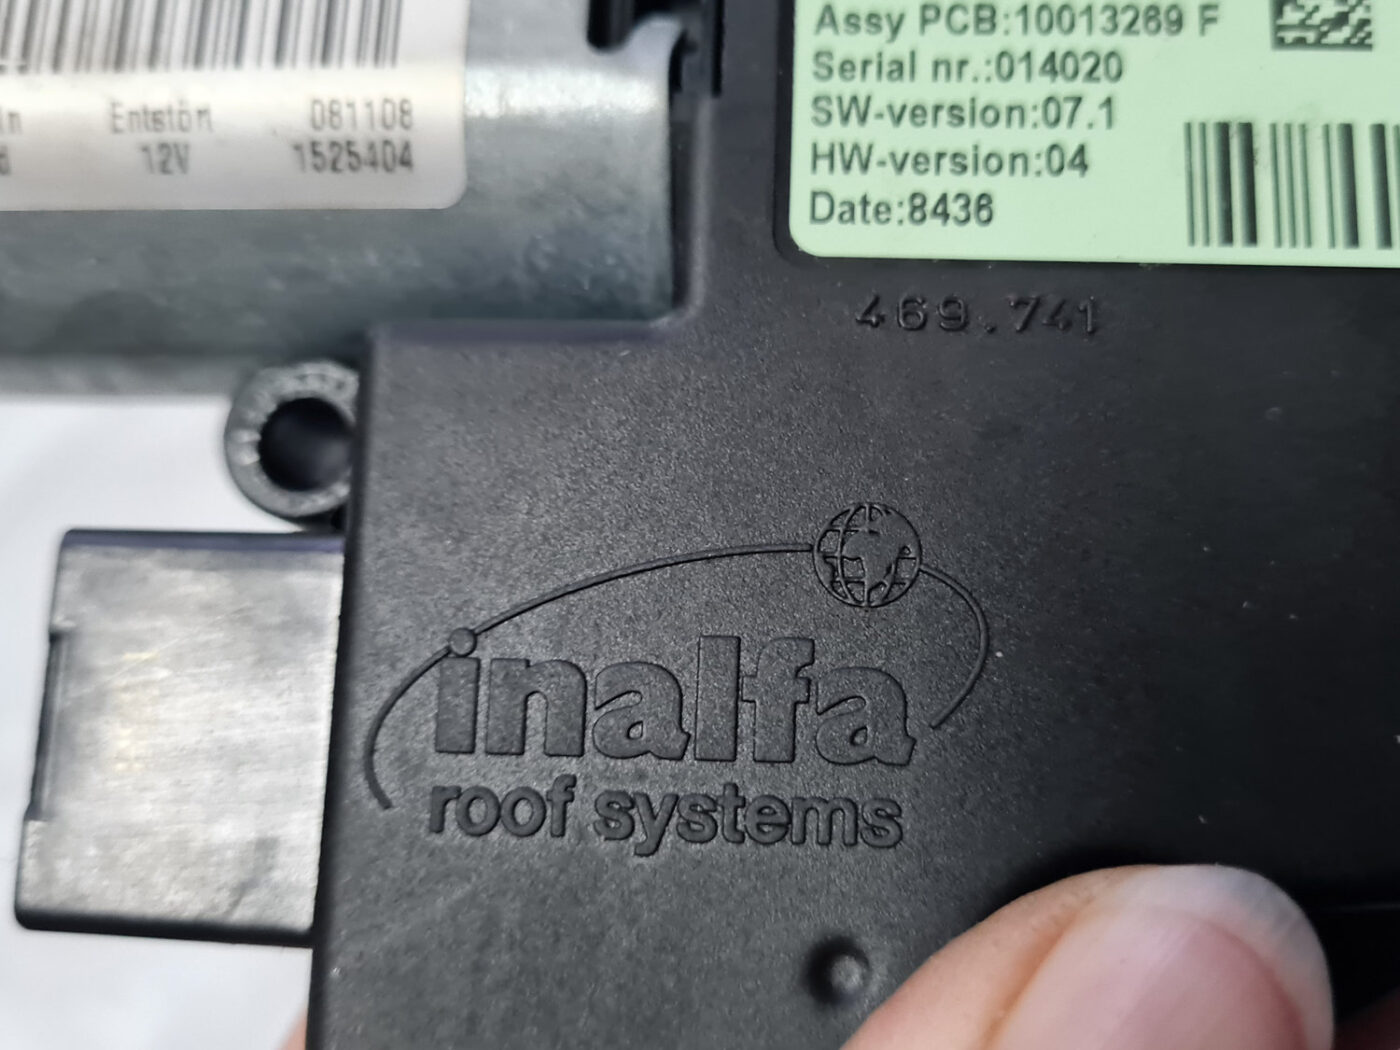 Entstört 081108
12V 1525404
Assy PCB:10013269 F
Serial nr.:014020
SW-version:07.1
HW-version:04
Date:8436
469.741
inalfa
roof systems